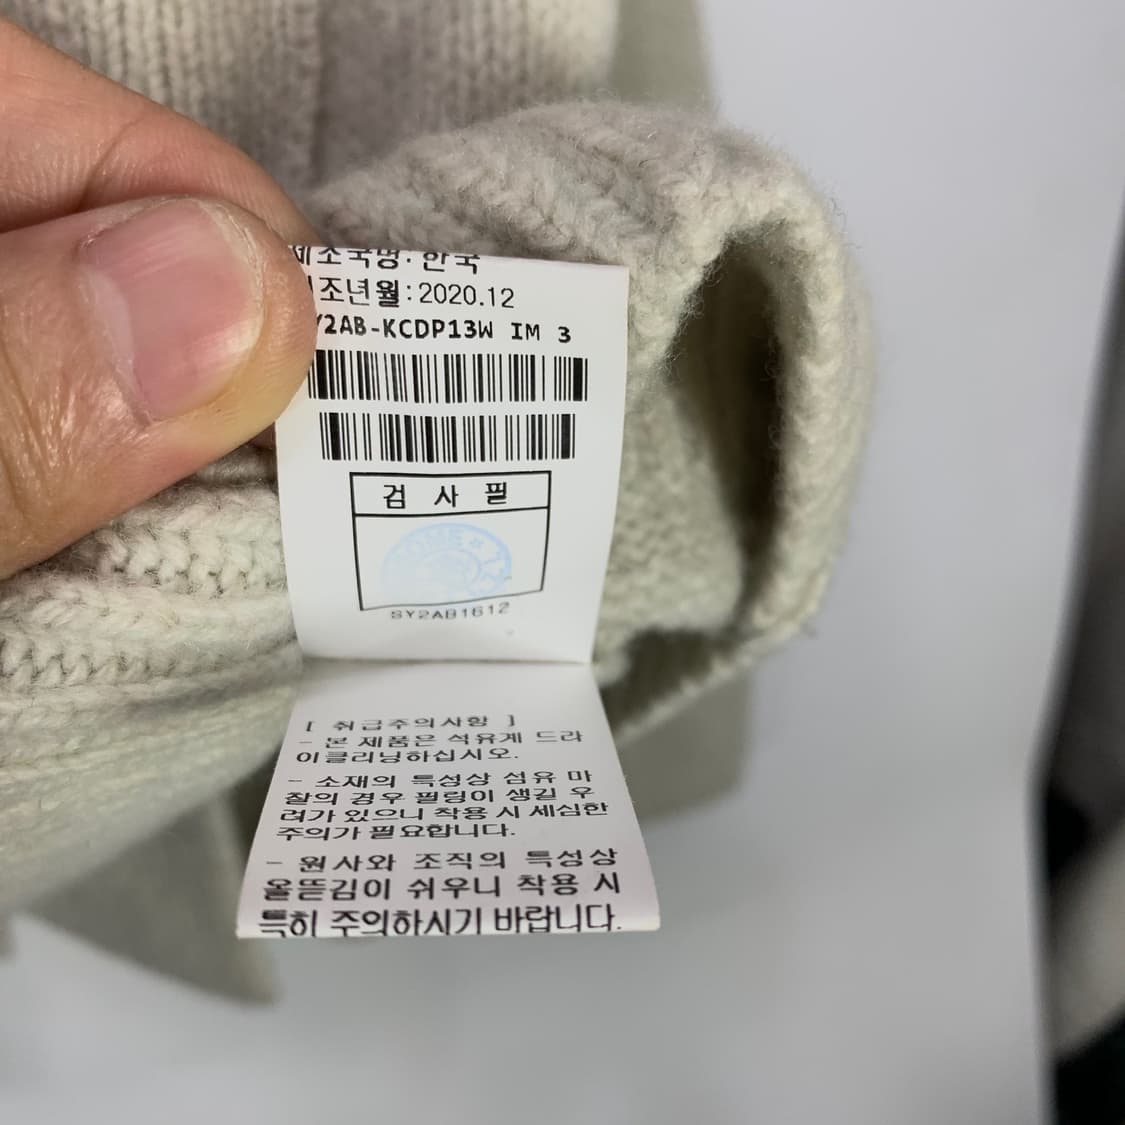 제조국명: 한국
제조년월: 2020.12
Y2AB-KCDP13W IM 3
검 사 필
OME
SY2AB1612
[ 취급주의사항 ]
- 본 제품은 석유계 드라
이클리닝하십시오.
- 소재의 특성상 섬유 마
찰의 경우 필링이 생길 우
려가 있으니 착용 시 세심한
주의가 필요합니다.
- 원사와 조직의 특성상
올뜯김이 쉬우니 착용 시
특히 주의하시기 바랍니다.